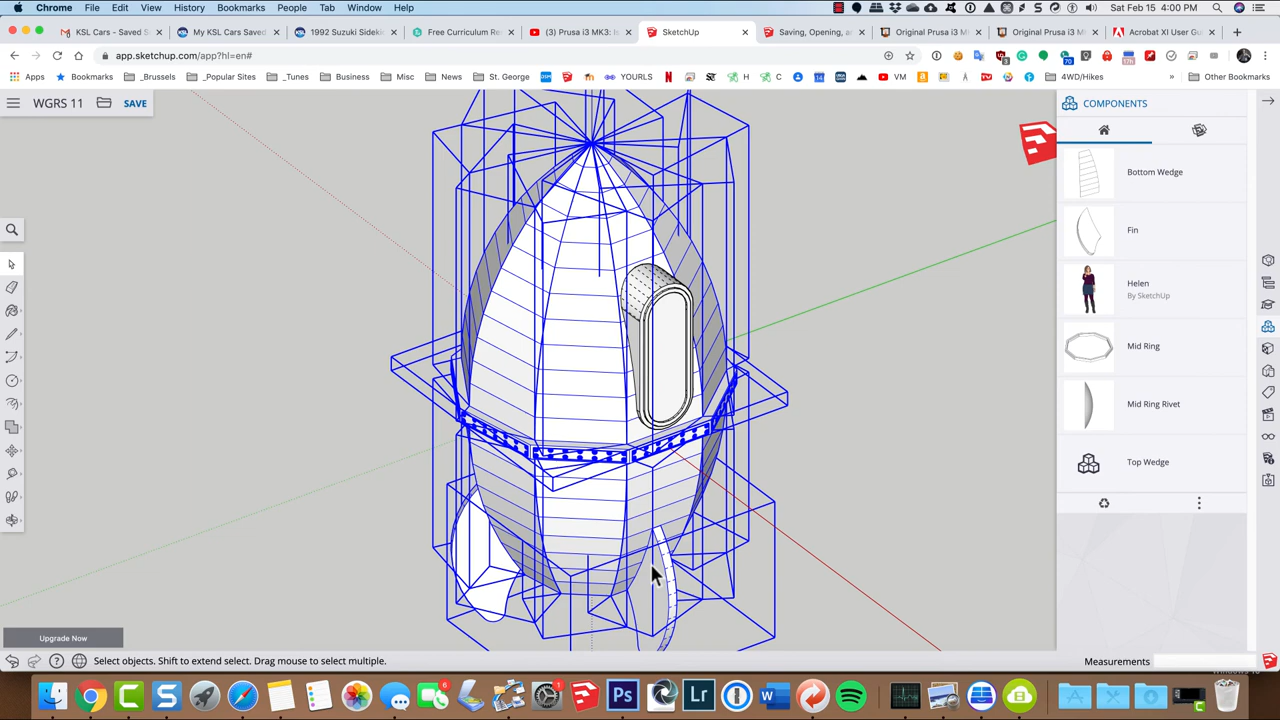 Chrome File Edit View History Bookmarks People Tab Window Help Sat Feb 15 4:00 PM
KSL Cars - Saved S My KSL Cars Saved 1992 Suzuki Sidekic Free Curriculum Re (3) Prusa i3 MK3: In SketchUp Saving, Opening, an Original Prusa i3 M Original Prusa i3 M Acrobat XI User Gu
app.sketchup.com/app?hl=en#
Apps Bookmarks _Brussels _Popular Sites _Tunes Business Misc News St. George YOURLS H C VM 4WD/Hikes » Other Bookmarks
WGRS 11 SAVE
COMPONENTS
Bottom Wedge
Fin
Helen
By SketchUp
Mid Ring
Mid Ring Rivet
Top Wedge
Upgrade Now
Select objects. Shift to extend select. Drag mouse to select multiple. Measurements
Ps Lr W